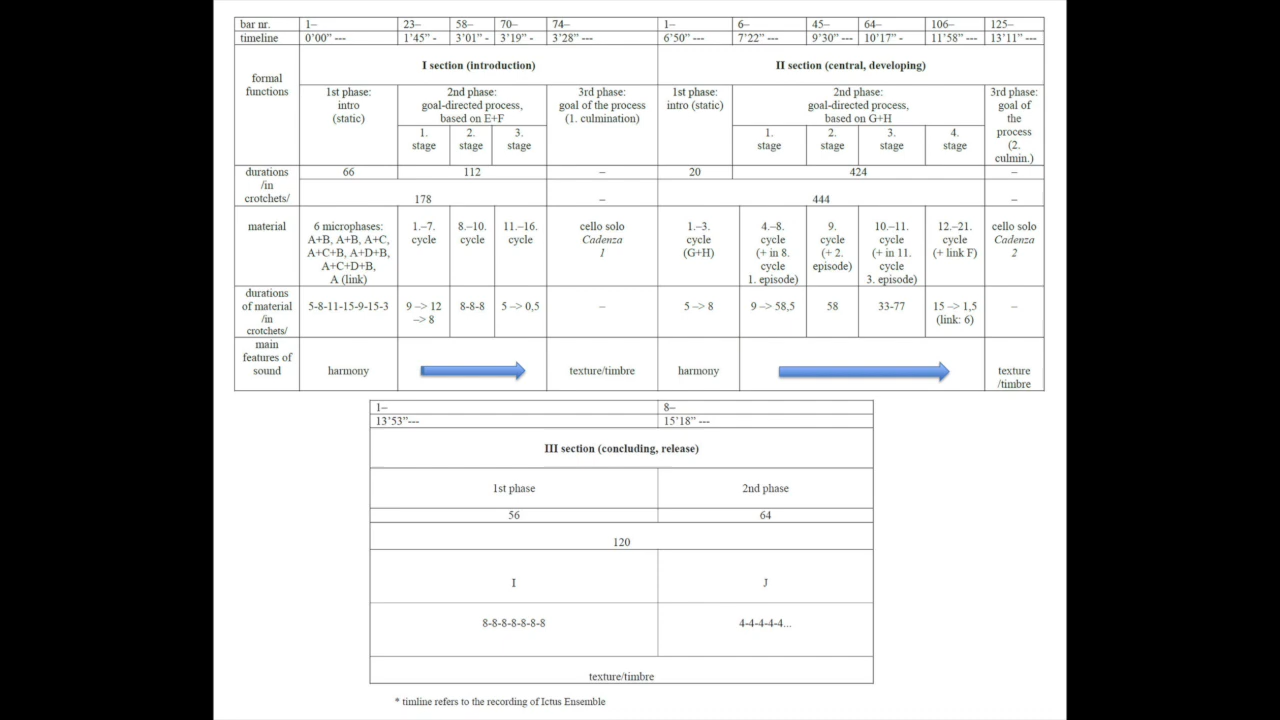 bar nr. 1– 23– 58– 70– 74– 1– 6– 45– 64– 106– 125–
timeline 0’00” --- 1’45” - 3’01” - 3’19” - 3’28” --- 6’50” --- 7’22” --- 9’30” --- 10’17” - 11’58” --- 13’11” ---
formal functions
I section (introduction)
II section (central, developing)
1st phase:
intro
(static)
2nd phase:
goal-directed process,
based on E+F
3rd phase:
goal of the process
(1. culmination)
1st phase:
intro (static)
2nd phase:
goal-directed process,
based on G+H
3rd phase:
goal of
the
process
(2.
culmin.)
1. stage
2. stage
3. stage
1. stage
2. stage
3. stage
4. stage
durations
/in
crotchets/
66 112 – 20 424 –
178 – 444 –
material
6 microphases:
A+B, A+B, A+C,
A+C+B, A+D+B,
A+C+D+B,
A (link)
1.–7.
cycle
8.–10.
cycle
11.–16.
cycle
cello solo
Cadenza
1
1.–3.
cycle
(G+H)
4.–8.
cycle
(+ in 8.
cycle
1. episode)
9.
cycle
(+ 2.
episode)
10.–11.
cycle
(+ in 11.
cycle
3. episode)
12.–21.
cycle
(+ link F)
cello solo
Cadenza
2
durations
of material
/in
crotchets/
5-8-11-15-9-15-3
9 –> 12
–> 8
8-8-8
5 –> 0,5
–
5 –> 8
9 –> 58,5
58
33-77
15 –> 1,5
(link: 6)
–
main
features of
sound
harmony
texture/timbre
harmony
texture
/timbre
1– 8–
13’53”--- 15’18” ---
III section (concluding, release)
1st phase 2nd phase
56 64
120
I J
8-8-8-8-8-8-8 4-4-4-4-4...
texture/timbre
* timline refers to the recording of Ictus Ensemble